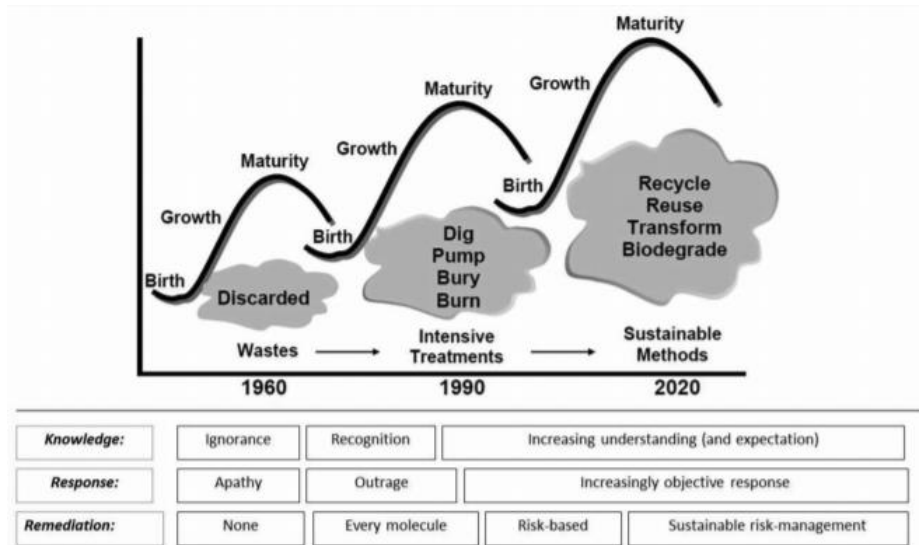 Maturity
Growth
Birth
Recycle
Reuse
Transform
Biodegrade
Maturity
Growth
Birth
Dig
Pump
Bury
Burn
Maturity
Growth
Birth
Discarded
Wastes
Intensive
Treatments
Sustainable
Methods
1960
1990
2020
Knowledge:
Ignorance
Recognition
Increasing understanding (and expectation)
Response:
Apathy
Outrage
Increasingly objective response
Remediation:
None
Every molecule
Risk-based
Sustainable risk-management